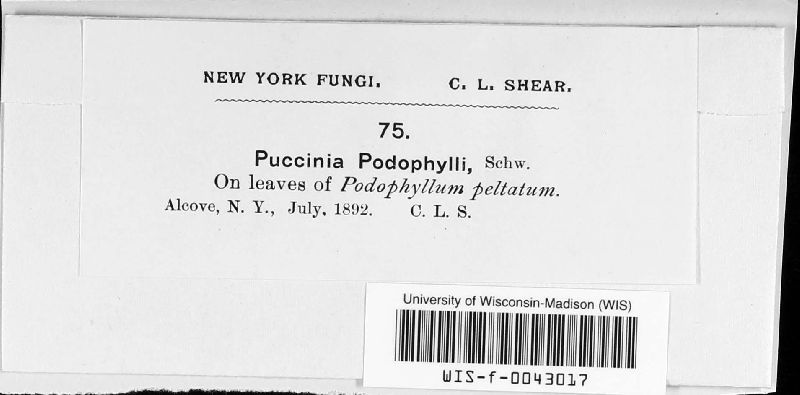 NEW YORK FUNGI. C. L. SHEAR.
75.
Puccinia Podophylli, Schw.
On leaves of Podophyllum peltatum.
Alcove, N. Y., July, 1892. C. L. S.
University of Wisconsin-Madison (WIS)
WIS-f-0043017